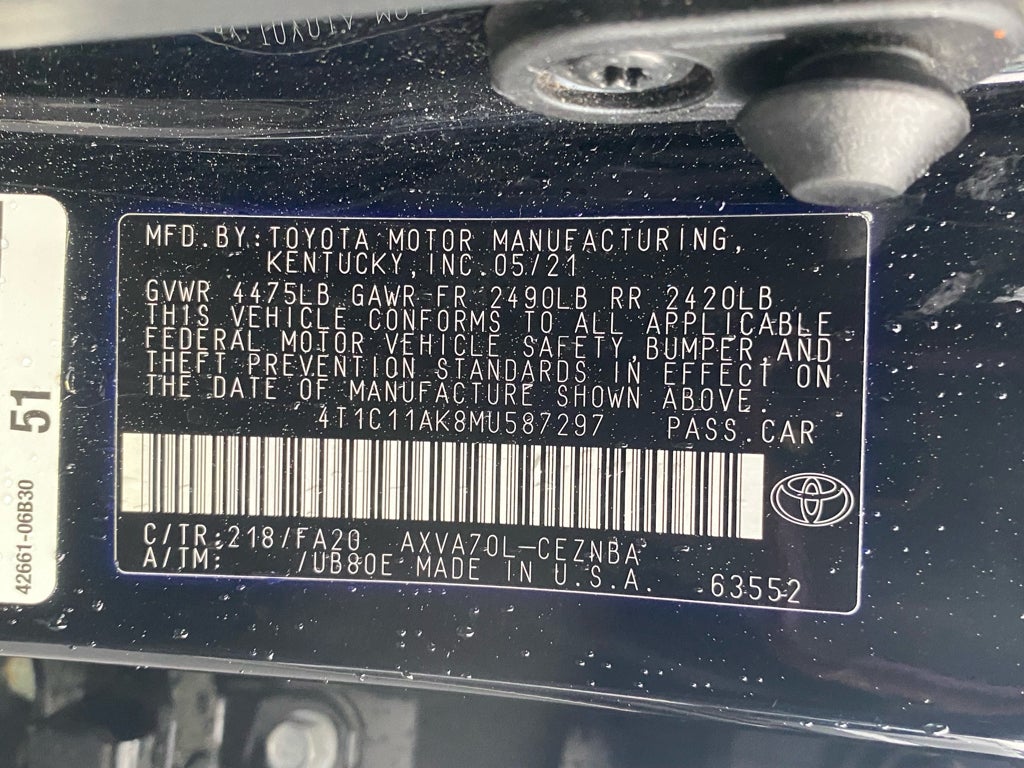 TOYOTA MOT
MFD. BY: TOYOTA MOTOR MANUFACTURING,
KENTUCKY, INC. 05/21
GVWR 4475LB GAWR FR 2490LB RR 2420LB
THIS VEHICLE CONFORMS TO ALL APPLICABLE
FEDERAL MOTOR VEHICLE SAFETY, BUMPER, AND
THEFT PREVENTION STANDARDS IN EFFECT ON
THE DATE OF MANUFACTURE SHOWN ABOVE.
4T1C11AK8MU587297 PASS. CAR
C/TR: 218/FA20 AXVA70L-CEZNBA
A/TM: /UB80E MADE IN U.S.A. 63552
51
42661-06B30